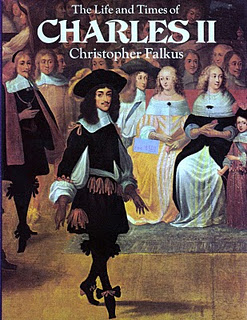 The Life and Times of
CHARLES II
Christopher Falkus